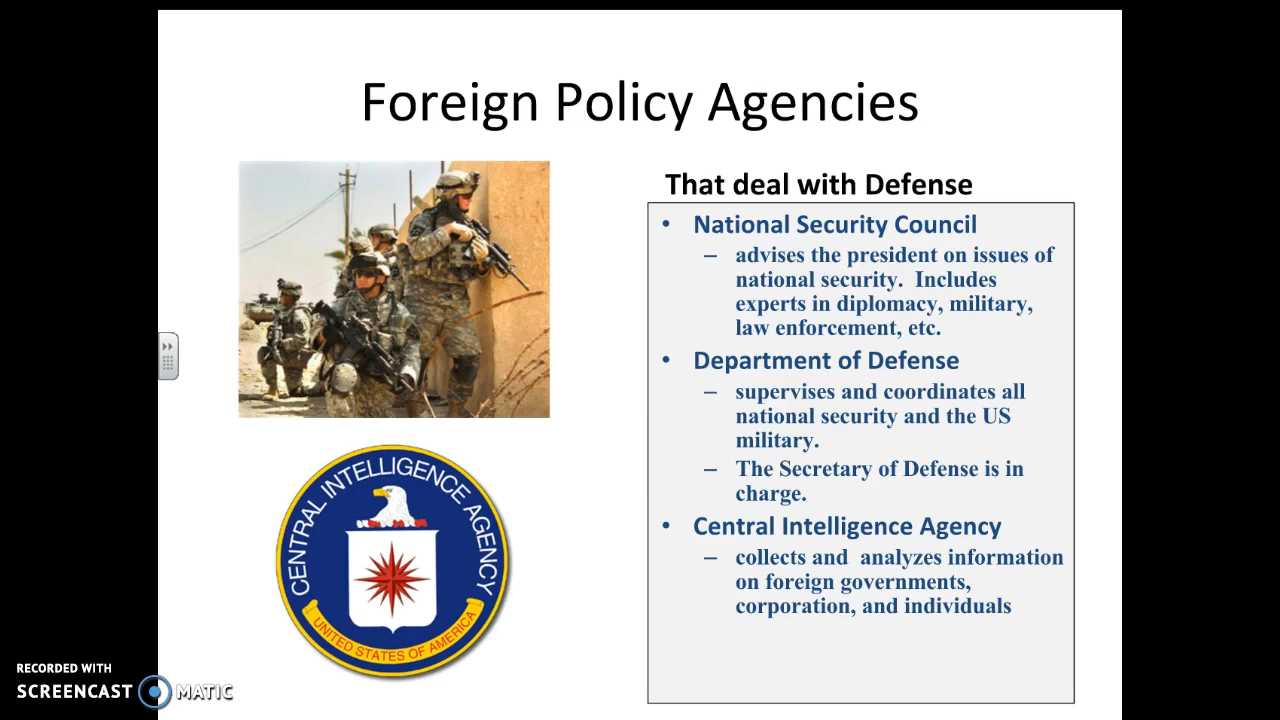 Foreign Policy Agencies
That deal with Defense
• National Security Council
– advises the president on issues of
national security.  Includes
experts in diplomacy, military,
law enforcement, etc.
• Department of Defense
– supervises and coordinates all
national security and the US
military.
– The Secretary of Defense is in
charge.
• Central Intelligence Agency
– collects and  analyzes information
on foreign governments,
corporation, and individuals
CENTRAL INTELLIGENCE AGENCY
UNITED STATES OF AMERICA
RECORDED WITH
SCREENCAST MATIC